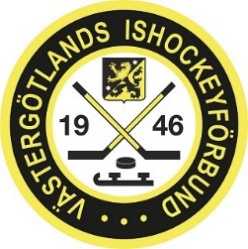 VÄSTERGÖTLANDS ISHOCKEYFÖRBUND
19 46